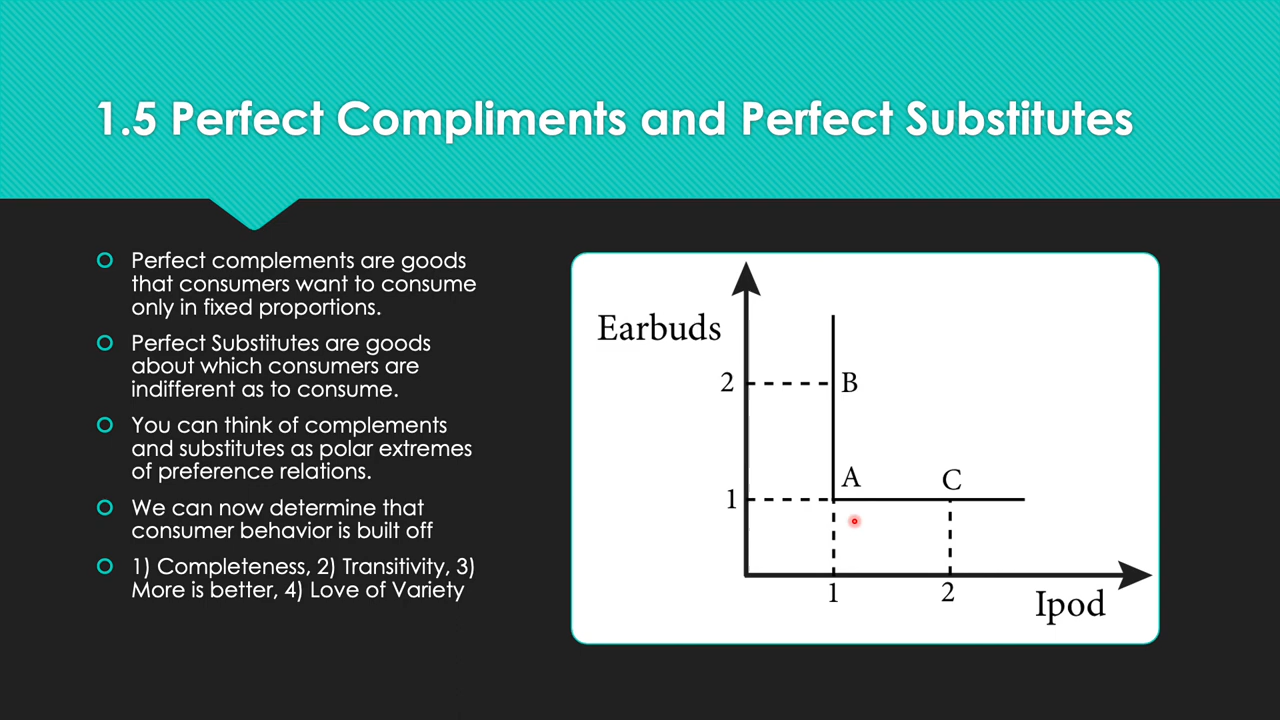 1.5 Perfect Compliments and Perfect Substitutes
Perfect complements are goods
that consumers want to consume
only in fixed proportions.
Perfect Substitutes are goods
about which consumers are
indifferent as to consume.
You can think of complements
and substitutes as polar extremes
of preference relations.
We can now determine that
consumer behavior is built off
1) Completeness, 2) Transitivity, 3)
More is better, 4) Love of Variety
Earbuds
2
B
A
C
1
1
2
Ipod